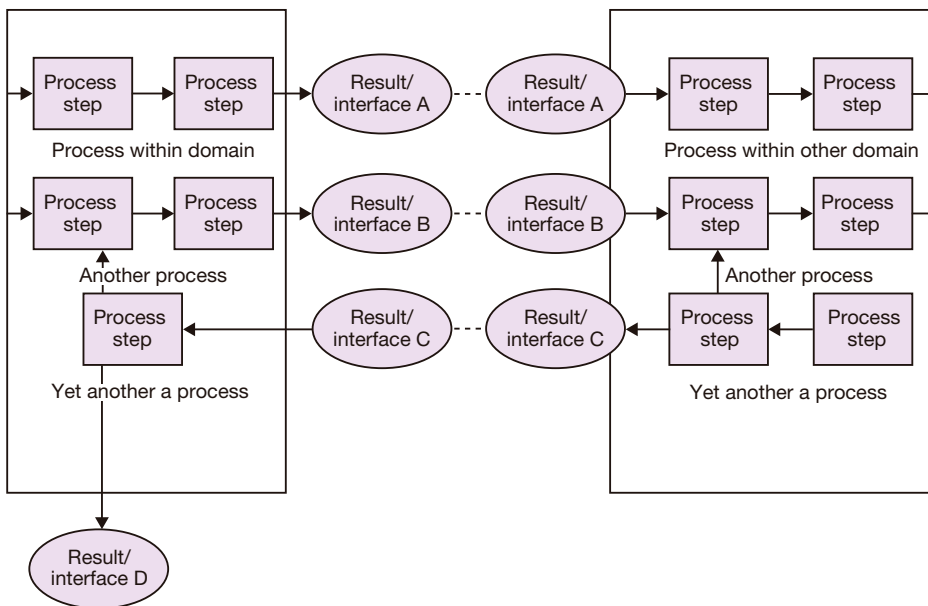 Process
step
Process
step
Result/
interface A
Result/
interface A
Process
step
Process
step
Process within domain
Process within other domain
Process
step
Process
step
Result/
interface B
Result/
interface B
Process
step
Process
step
Another process
Another process
Process
step
Result/
interface C
Result/
interface C
Process
step
Process
step
Yet another a process
Yet another a process
Result/
interface D